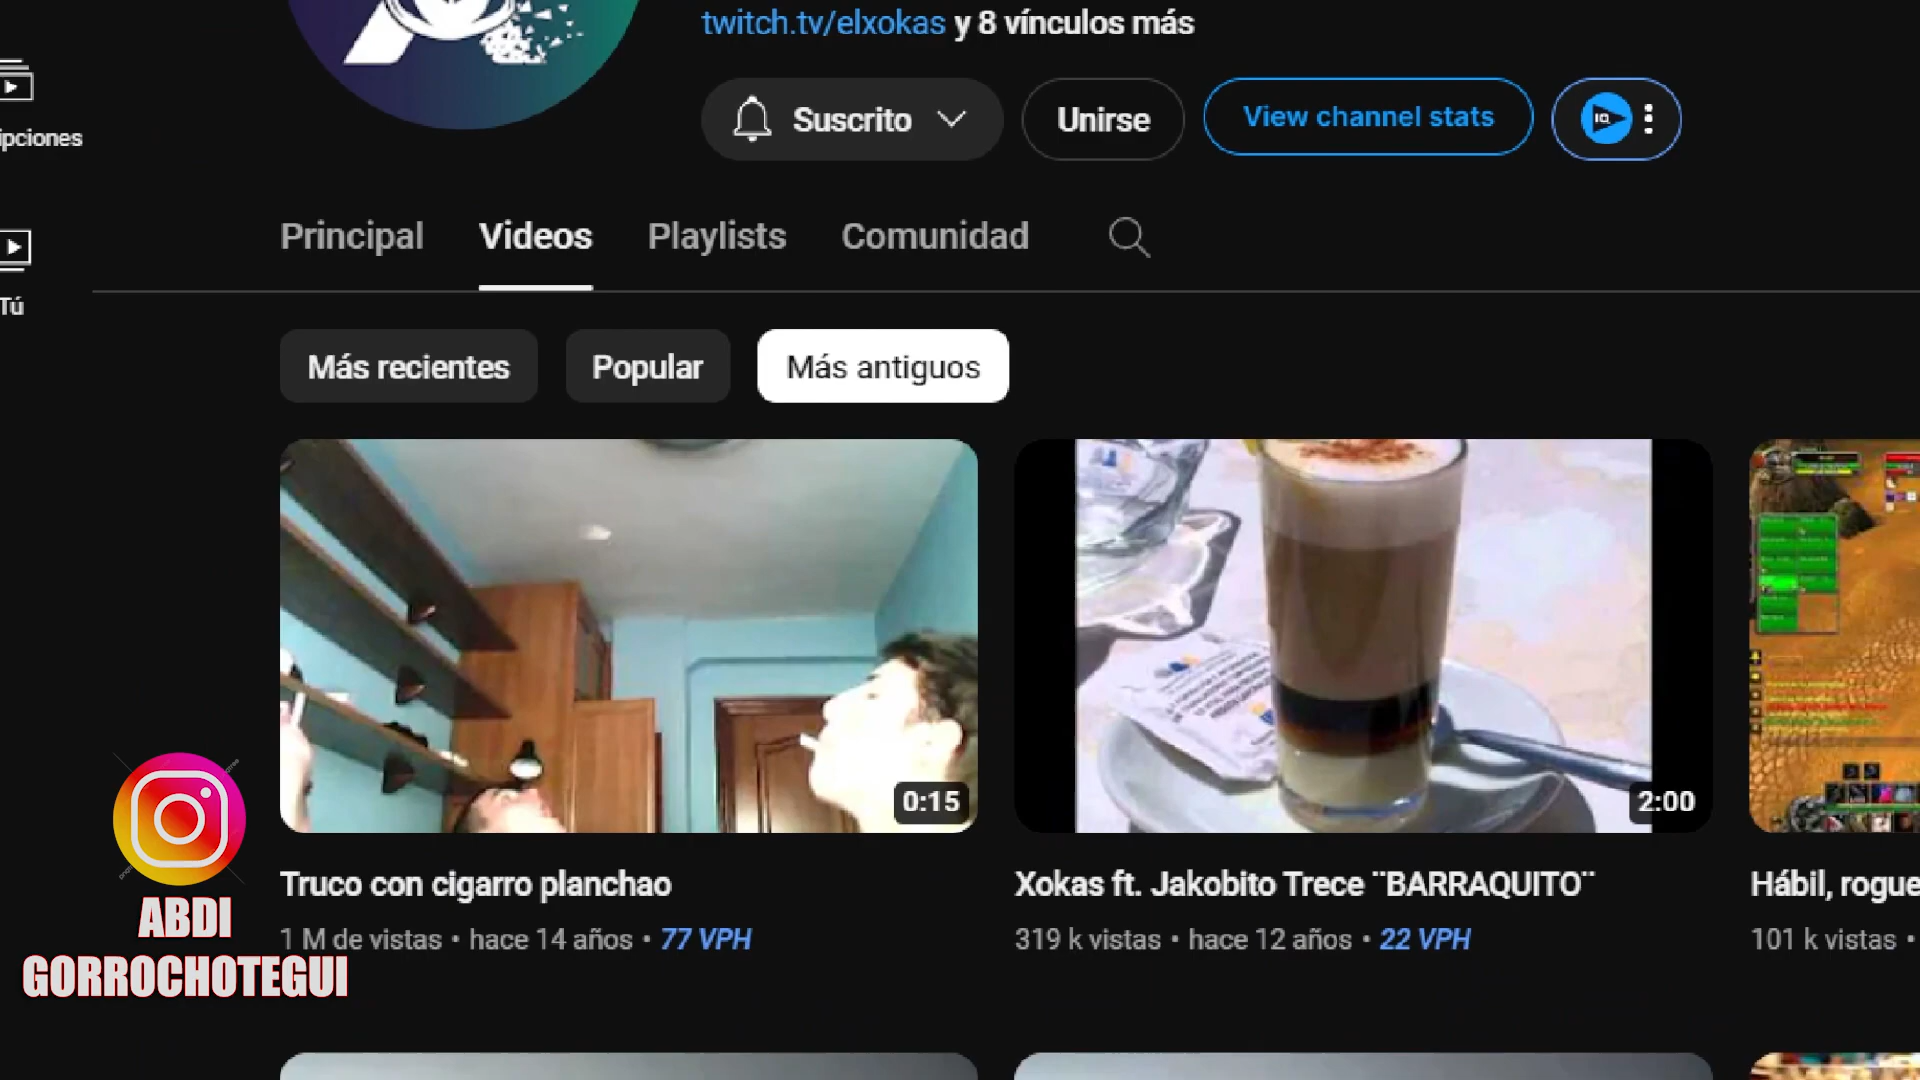 twitch.tv/elxokas y 8 vínculos más
ipciones
Suscrito
Unirse
View channel stats
IQ
Principal
Videos
Playlists
Comunidad
Tú
Más recientes
Popular
Más antiguos
0:15
2:00
Truco con cigarro planchao
1 M de vistas • hace 14 años • 77 VPH
Xokas ft. Jakobito Trece ¨BARRAQUITO¨
319 k vistas • hace 12 años • 22 VPH
Hábil, rogue
101 k vistas •
ABDI
GORROCHOTEGUI